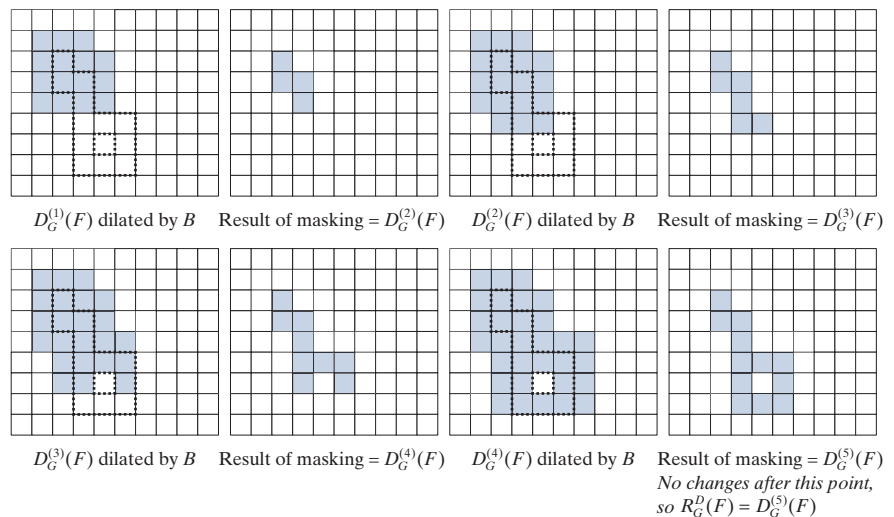 D_G^{(1)}(F) dilated by B
Result of masking = D_G^{(2)}(F)
D_G^{(2)}(F) dilated by B
Result of masking = D_G^{(3)}(F)
D_G^{(3)}(F) dilated by B
Result of masking = D_G^{(4)}(F)
D_G^{(4)}(F) dilated by B
Result of masking = D_G^{(5)}(F)
No changes after this point,
so R_G^D(F) = D_G^{(5)}(F)